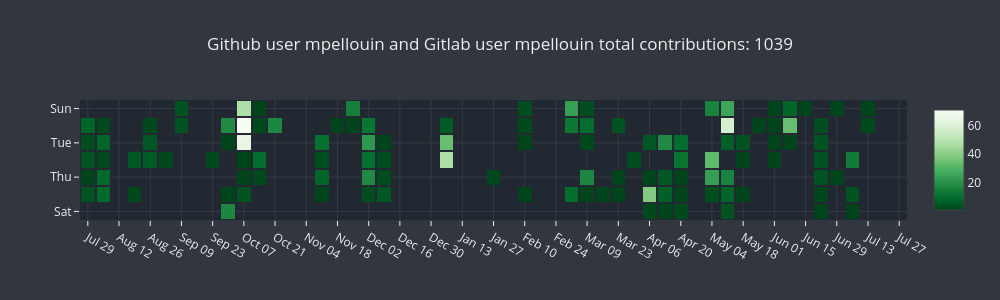 Github user mpellouin and Gitlab user mpellouin total contributions: 1039
Sun
Tue
Thu
Sat
60
40
20
Jul 29
Aug 12
Aug 26
Sep 09
Sep 23
Oct 07
Oct 21
Nov 04
Nov 18
Dec 02
Dec 16
Dec 30
Jan 13
Jan 27
Feb 10
Feb 24
Mar 09
Mar 23
Apr 06
Apr 20
May 04
May 18
Jun 01
Jun 15
Jun 29
Jul 13
Jul 27